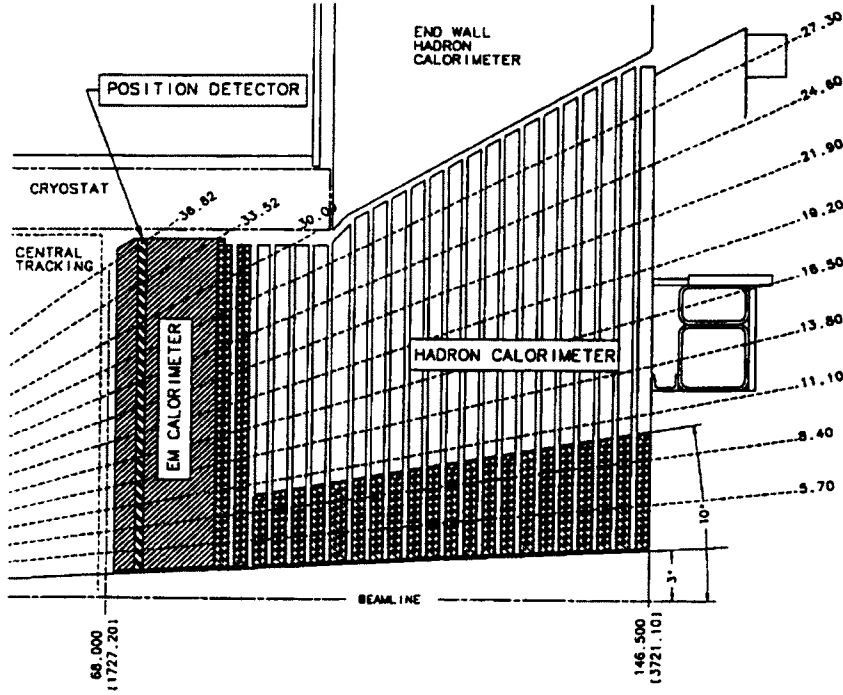 END WALL
HADRON
CALORIMETER
27.30
POSITION DETECTOR
24.60
21.90
CRYOSTAT
36.82
33.52
30.00
19.20
CENTRAL
TRACKING
16.50
EM CALORIMETER
HADRON CALORIMETER
13.80
11.10
8.40
5.70
10°
3°
BEAMLINE
68.000
[1727.20]
146.500
[3721.10]